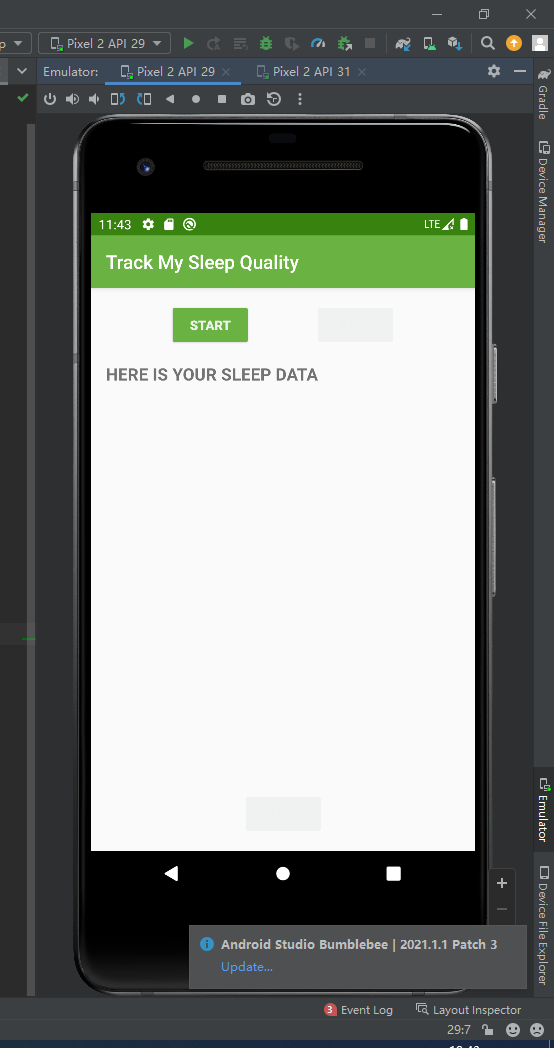 Pixel 2 API 29
Emulator:
Pixel 2 API 29
Pixel 2 API 31
Gradle
Device Manager
11:43
LTE
Track My Sleep Quality
START
HERE IS YOUR SLEEP DATA
Emulator
Device File Explorer
Android Studio Bumblebee | 2021.1.1 Patch 3
Update...
3 Event Log
Layout Inspector
29:7